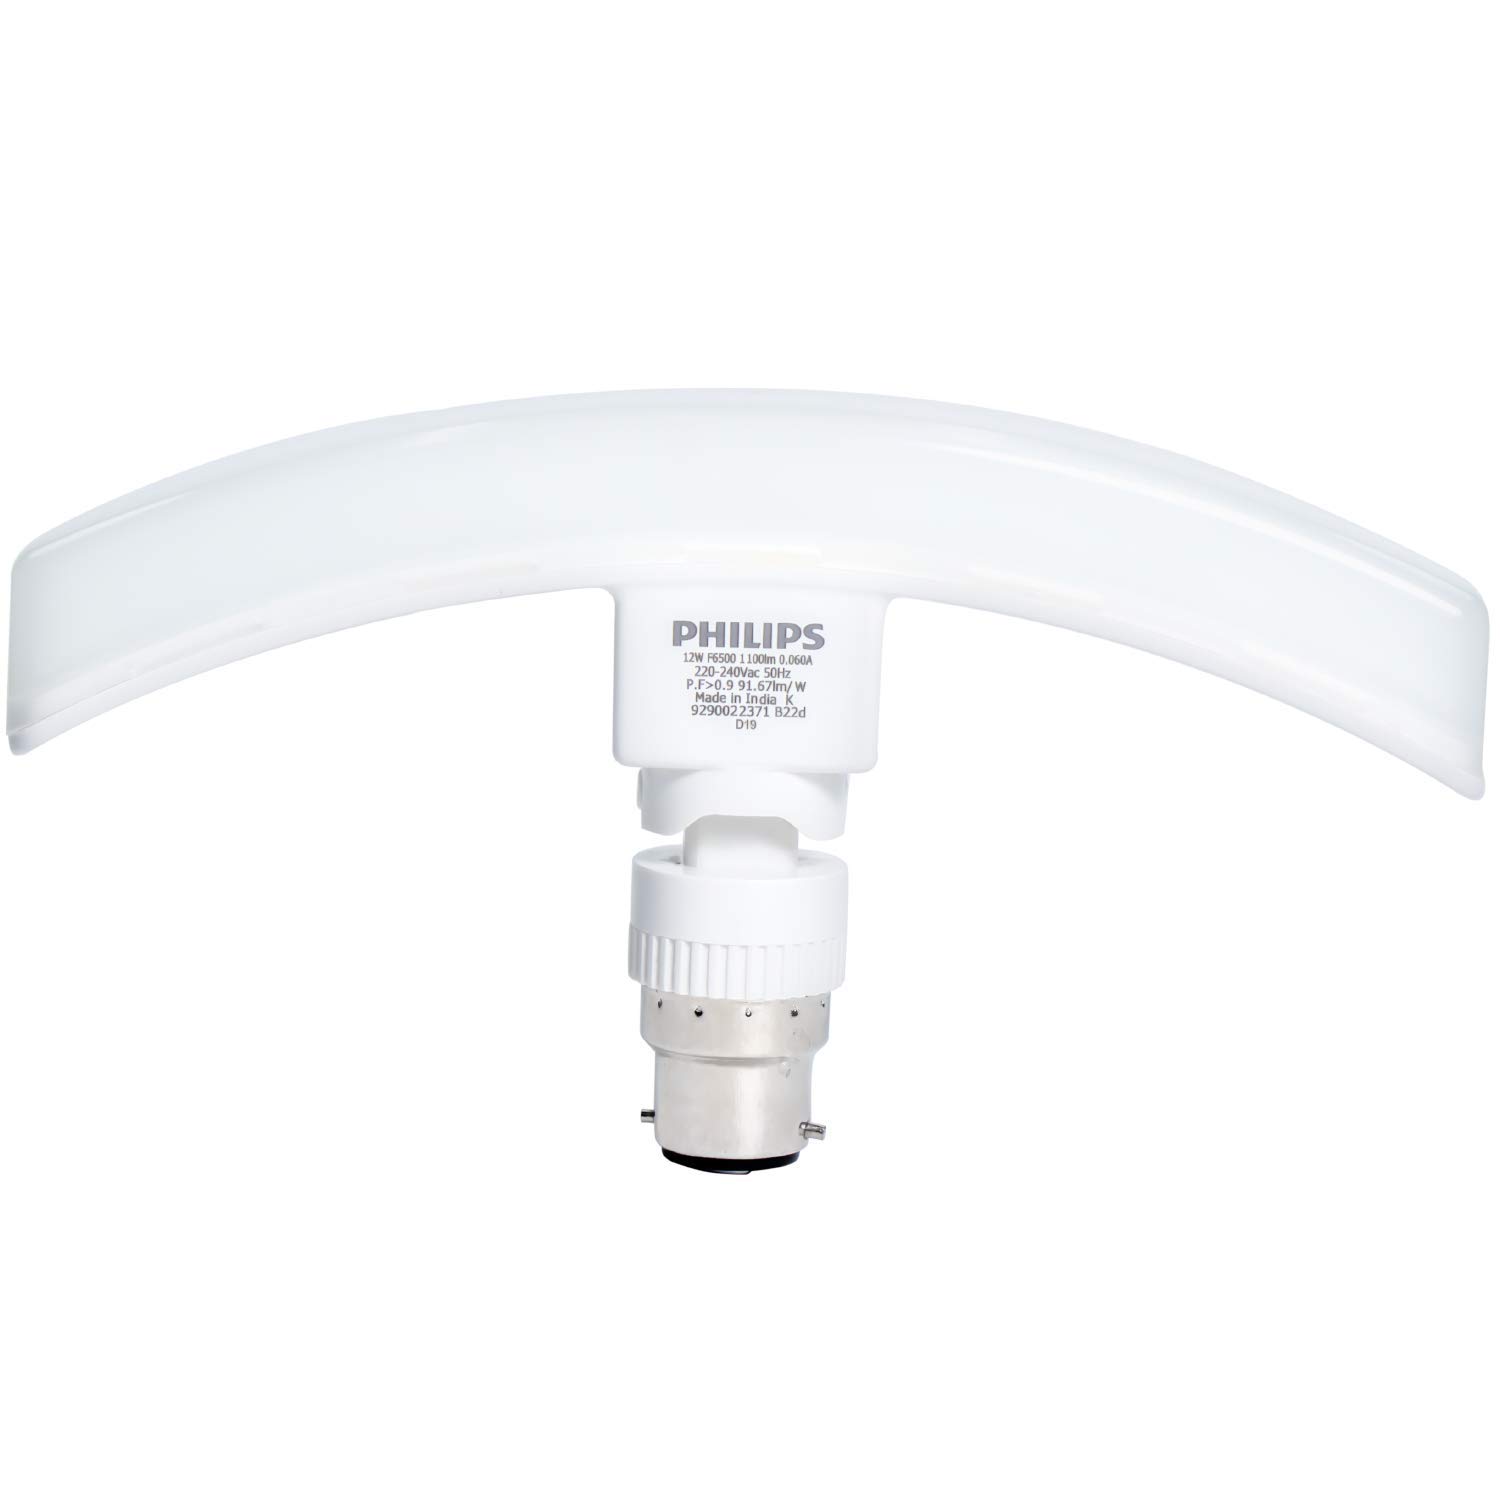 PHILIPS
12W F6500 1100lm 0.060A
220-240Vac 50Hz
P.F>0.9 91.67lm/W
Made in India K
9290022371 B22d
D19